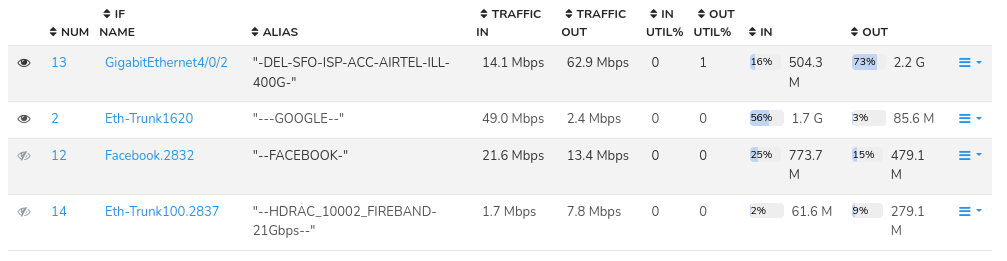 NUM IF NAME ALIAS TRAFFIC IN TRAFFIC OUT IN UTIL% OUT UTIL% IN OUT
13 GigabitEthernet4/0/2 "-DEL-SFO-ISP-ACC-AIRTEL-ILL- 14.1 Mbps 62.9 Mbps 0 1 16% 504.3 73% 2.2 G
400G-" M
2 Eth-Trunk1620 "---GOOGLE--" 49.0 Mbps 2.4 Mbps 0 0 56% 1.7 G 3% 85.6 M
12 Facebook.2832 "--FACEBOOK-" 21.6 Mbps 13.4 Mbps 0 0 25% 773.7 15% 479.1
M M
14 Eth-Trunk100.2837 "--HDRAC_10002_FIREBAND- 1.7 Mbps 7.8 Mbps 0 0 2% 61.6 M 9% 279.1
21Gbps--" M